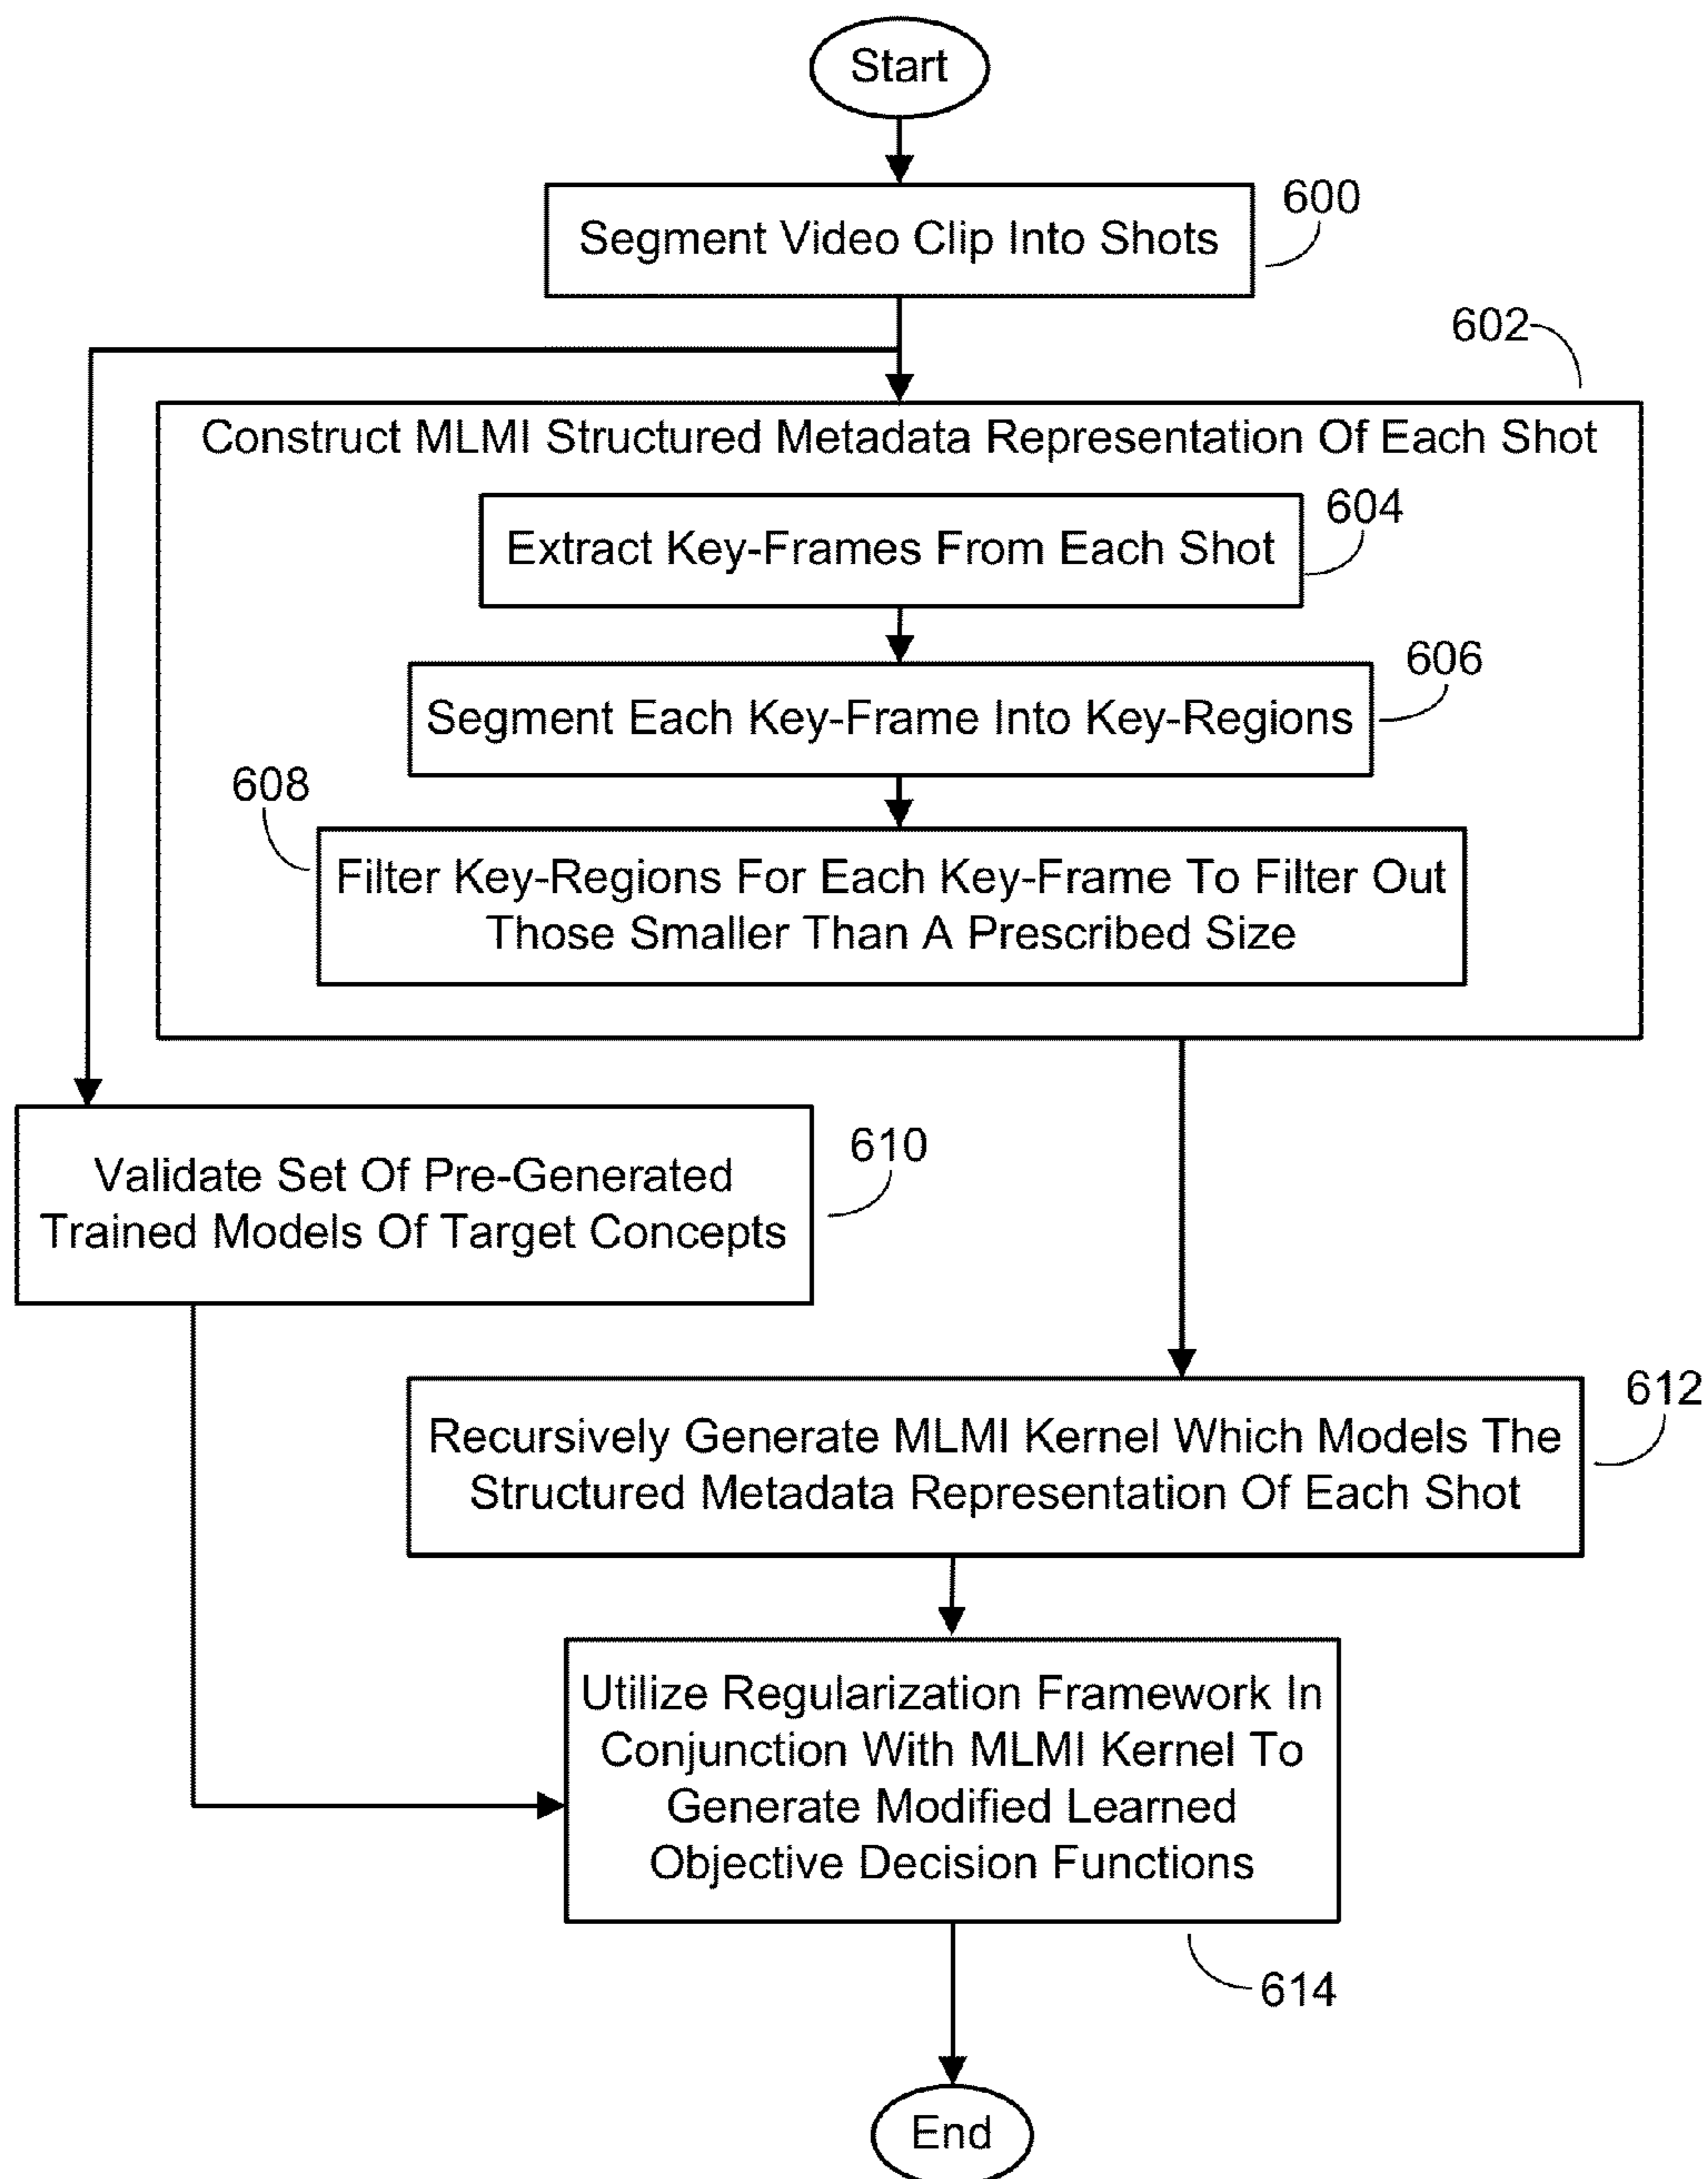 Start
Segment Video Clip Into Shots
600
602
Construct MLMI Structured Metadata Representation Of Each Shot
Extract Key-Frames From Each Shot
604
Segment Each Key-Frame Into Key-Regions
606
608
Filter Key-Regions For Each Key-Frame To Filter Out
Those Smaller Than A Prescribed Size
Validate Set Of Pre-Generated
Trained Models Of Target Concepts
610
Recursively Generate MLMI Kernel Which Models The
Structured Metadata Representation Of Each Shot
612
Utilize Regularization Framework In
Conjunction With MLMI Kernel To
Generate Modified Learned
Objective Decision Functions
614
End